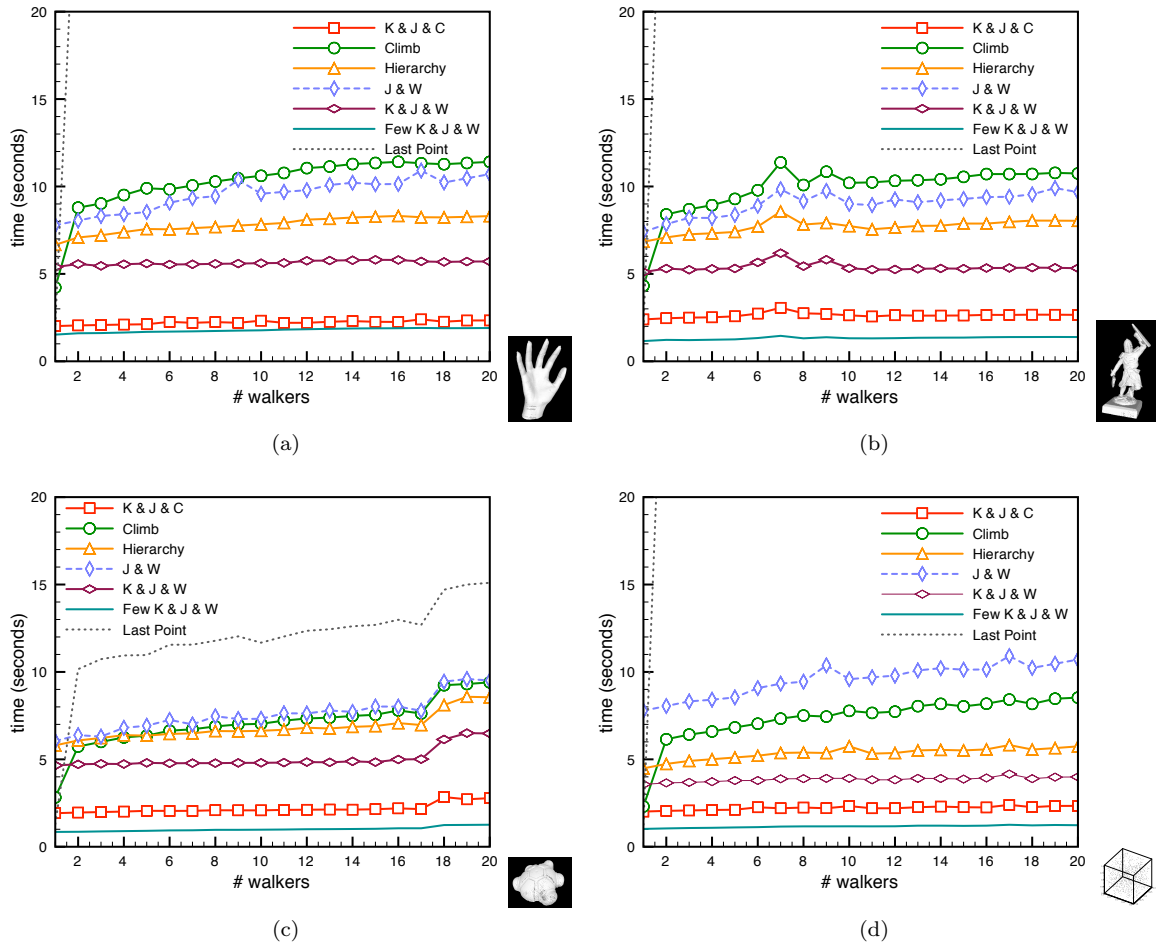 20
15
10
5
0
time (seconds)
K & J & C
Climb
Hierarchy
J & W
K & J & W
Few K & J & W
Last Point
2 4 6 8 10 12 14 16 18 20
# walkers
(a)
20
15
10
5
0
time (seconds)
K & J & C
Climb
Hierarchy
J & W
K & J & W
Few K & J & W
Last Point
2 4 6 8 10 12 14 16 18 20
# walkers
(b)
20
15
10
5
0
time (seconds)
K & J & C
Climb
Hierarchy
J & W
K & J & W
Few K & J & W
Last Point
2 4 6 8 10 12 14 16 18 20
# walkers
(c)
20
15
10
5
0
time (seconds)
K & J & C
Climb
Hierarchy
J & W
K & J & W
Few K & J & W
Last Point
2 4 6 8 10 12 14 16 18 20
# walkers
(d)